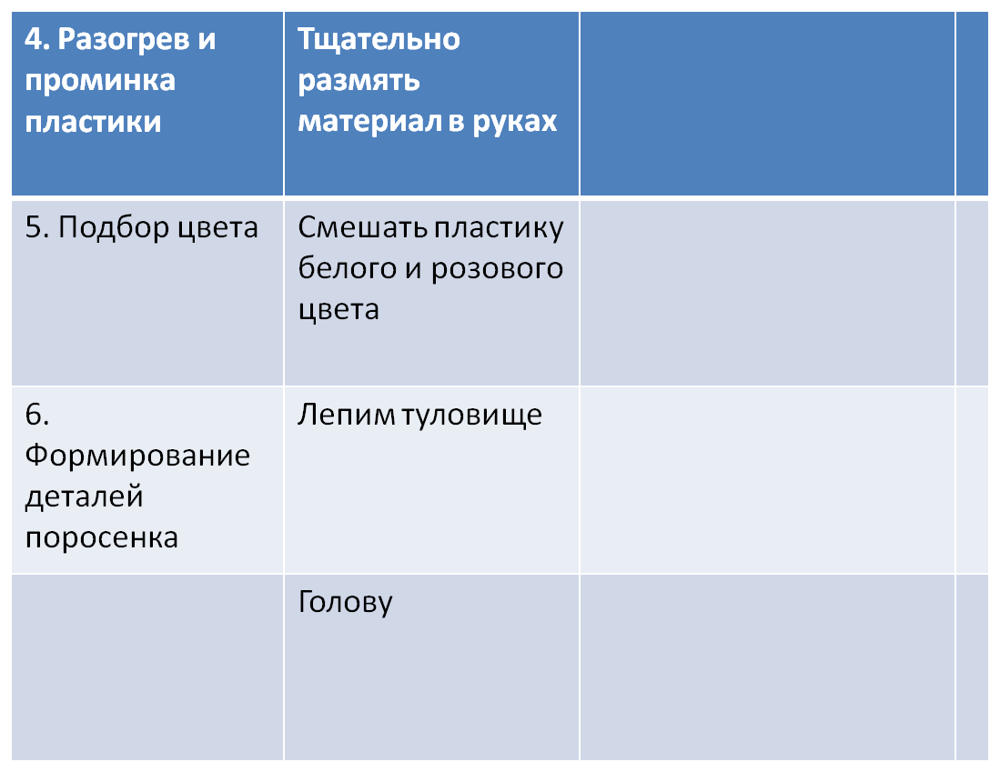 4. Разогрев и
проминка
пластики
Тщательно
размять
материал в руках
5. Подбор цвета
Смешать пластику
белого и розового
цвета
6.
Формирование
деталей
поросенка
Лепим туловище
Голову